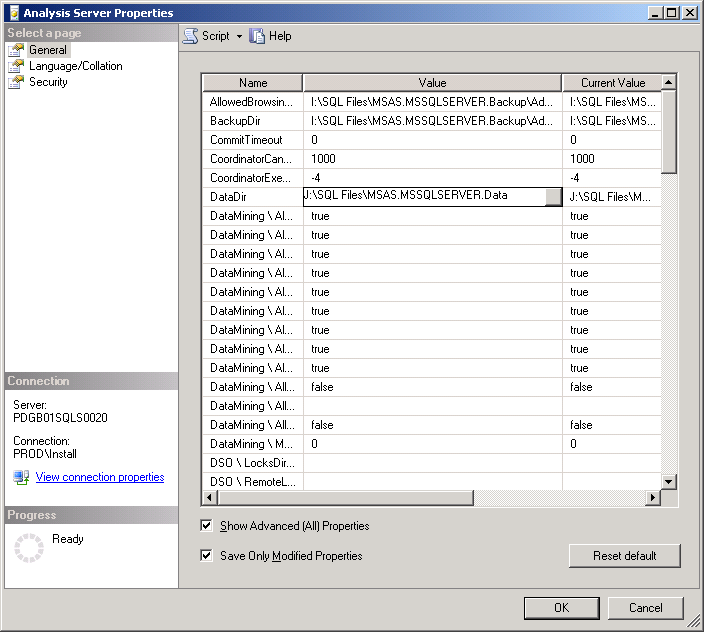 Analysis Server Properties
Select a page
General
Language/Collation
Security
Script Help
Name Value Current Value
AllowedBrowsin... I:\SQL Files\MSAS.MSSQLSERVER.Backup\Ad... I:\SQL Files\MS...
BackupDir I:\SQL Files\MSAS.MSSQLSERVER.Backup\Ad... I:\SQL Files\MS...
CommitTimeout 0 0
CoordinatorCan... 1000 1000
CoordinatorExe... -4 -4
DataDir J:\SQL Files\MSAS.MSSQLSERVER.Data J:\SQL Files\M...
DataMining \ Al... true true
DataMining \ Al... true true
DataMining \ Al... true true
DataMining \ Al... true true
DataMining \ Al... true true
DataMining \ Al... true true
DataMining \ Al... true true
DataMining \ Al... true true
DataMining \ Al... true true
DataMining \ All... false false
DataMining \ All...
DataMining \ All... false false
DataMining \ M... 0 0
DSO \ LocksDir...
DSO \ RemoteL...
Connection
Server:
PDGB01SQLS0020
Connection:
PROD\Install
View connection properties
Progress
Ready
Show Advanced (All) Properties
Save Only Modified Properties
Reset default
OK Cancel